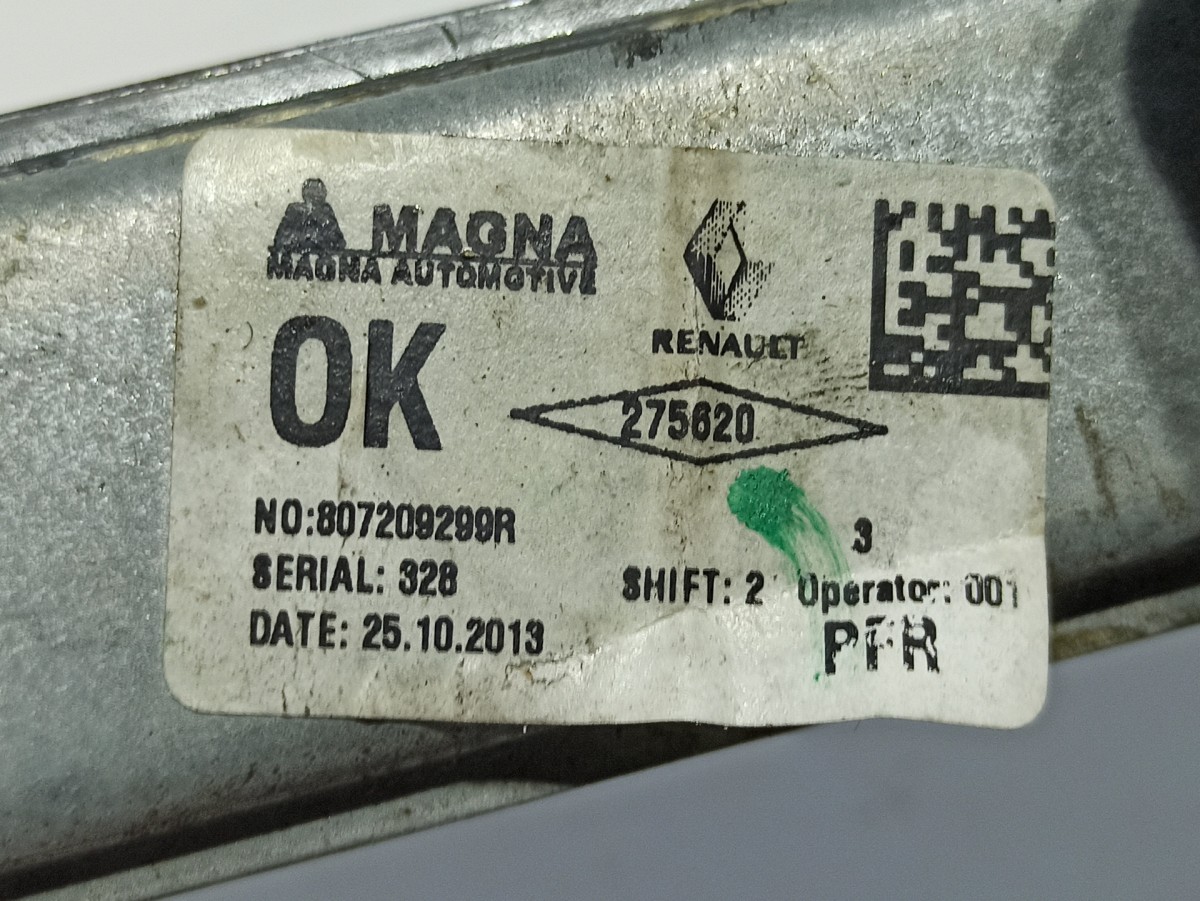 MAGNA
MAGNA AUTOMOTIVE
RENAULT
OK
275620
NO:807209299R
3
SERIAL: 328
SHIFT: 2 Operator: 001
DATE: 25.10.2013
PFR